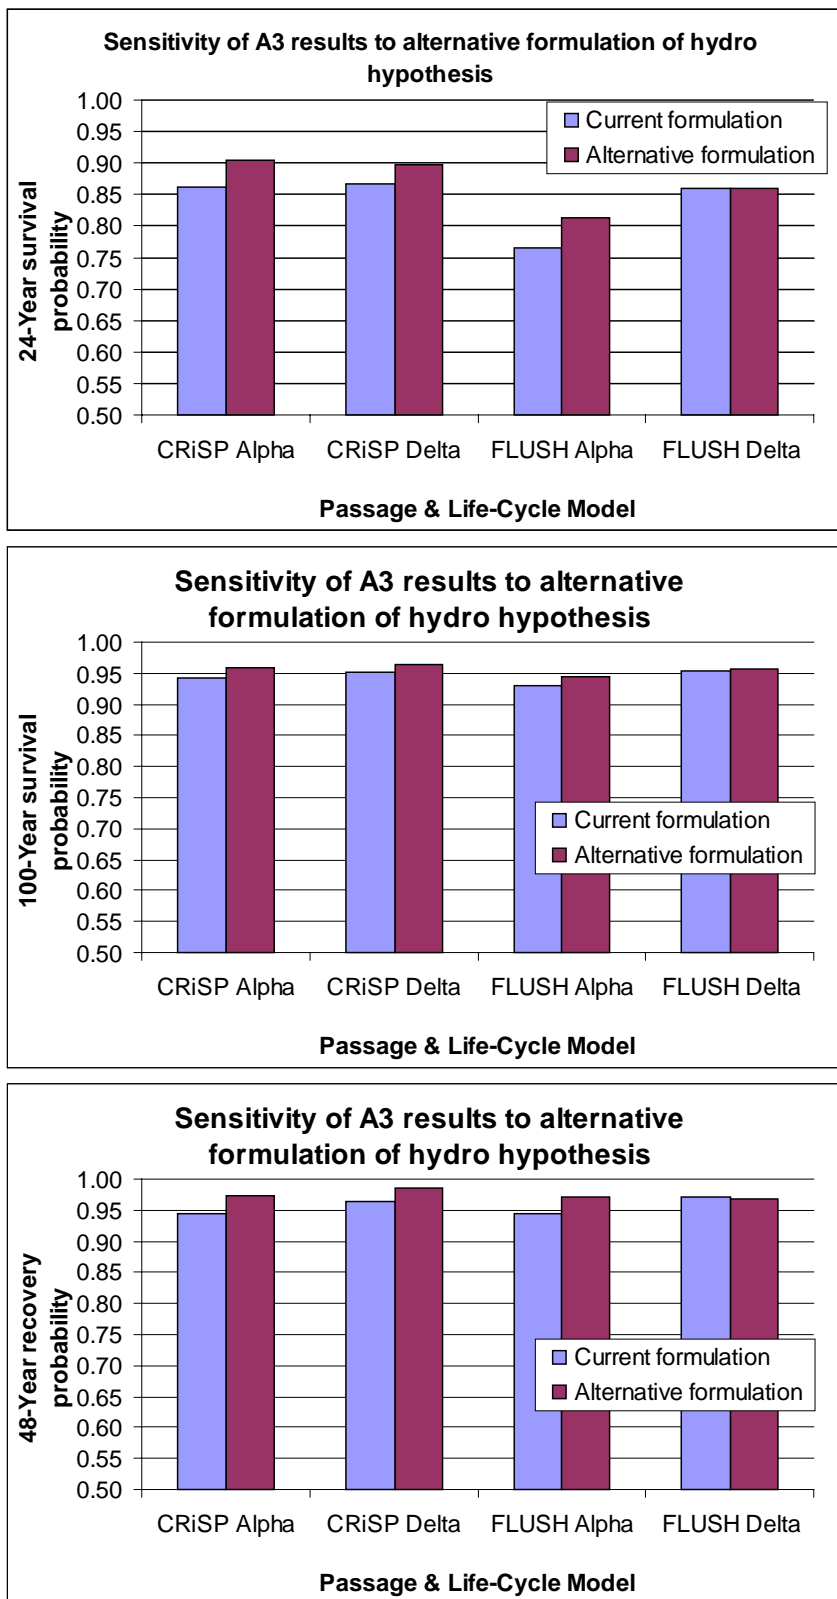 Sensitivity of A3 results to alternative formulation of hydro
hypothesis
1.00
0.95
0.90
0.85
0.80
0.75
0.70
0.65
0.60
0.55
0.50
24-Year survival
probability
Current formulation
Alternative formulation
CRiSP Alpha CRiSP Delta FLUSH Alpha FLUSH Delta
Passage & Life-Cycle Model
Sensitivity of A3 results to alternative
formulation of hydro hypothesis
1.00
0.95
0.90
0.85
0.80
0.75
0.70
0.65
0.60
0.55
0.50
100-Year survival
probability
Current formulation
Alternative formulation
CRiSP Alpha CRiSP Delta FLUSH Alpha FLUSH Delta
Passage & Life-Cycle Model
Sensitivity of A3 results to alternative
formulation of hydro hypothesis
1.00
0.95
0.90
0.85
0.80
0.75
0.70
0.65
0.60
0.55
0.50
48-Year recovery
probability
Current formulation
Alternative formulation
CRiSP Alpha CRiSP Delta FLUSH Alpha FLUSH Delta
Passage & Life-Cycle Model